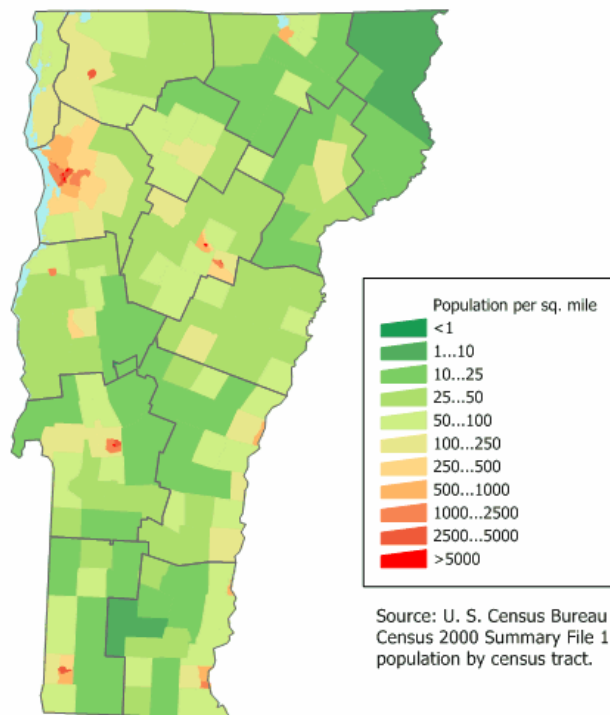 Population per sq. mile
<1
1...10
10...25
25...50
50...100
100...250
250...500
500...1000
1000...2500
2500...5000
>5000
Source: U. S. Census Bureau
Census 2000 Summary File 1
population by census tract.